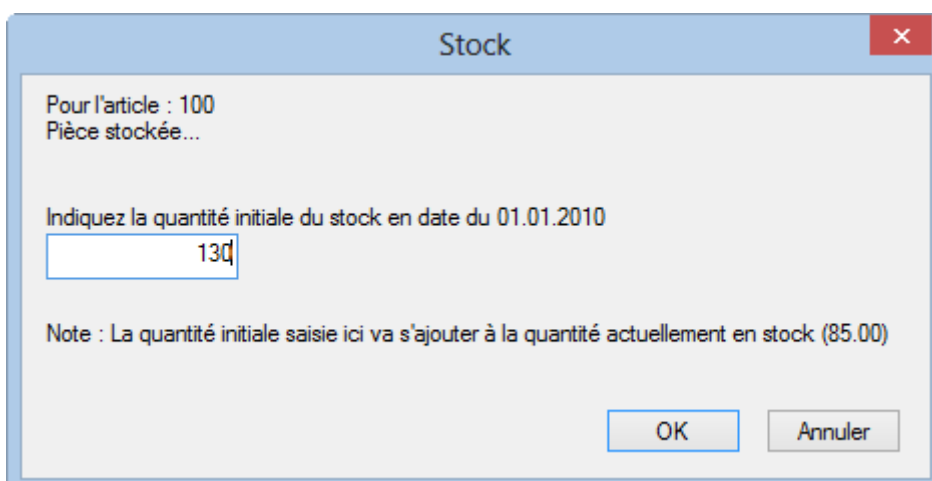 Stock
Pour l'article : 100
Pièce stockée...
Indiquez la quantité initiale du stock en date du 01.01.2010
130
Note : La quantité initiale saisie ici va s'ajouter à la quantité actuellement en stock (85.00)
OK
Annuler